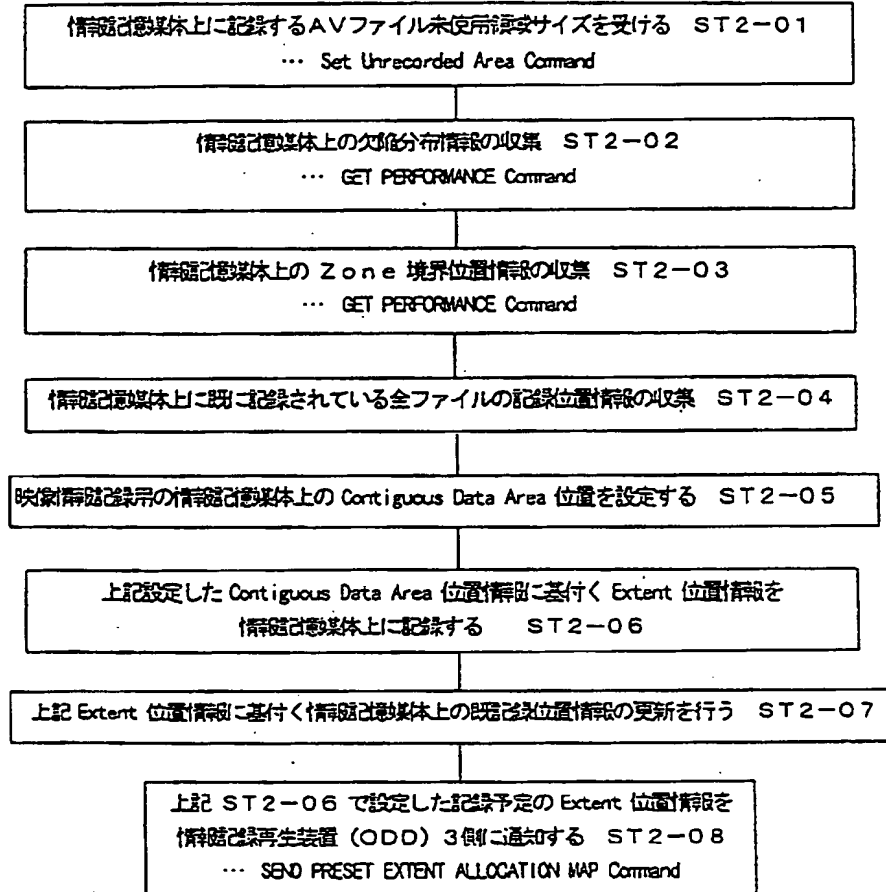 情報記憶媒体上に記録するAVファイル未使用領域サイズを受ける ST2-01
… Set Unrecorded Area Command
情報記憶媒体上の欠陥分布情報の収集 ST2-02
… GET PERFORMANCE Command
情報記憶媒体上の Zone 境界位置情報の収集 ST2-03
… GET PERFORMANCE Command
情報記憶媒体上に既に記録されている全ファイルの記録位置情報の収集 ST2-04
映像情報記録用の情報記憶媒体上の Contiguous Data Area 位置を設定する ST2-05
上記設定した Contiguous Data Area 位置情報に基付く Extent 位置情報を
情報記憶媒体上に記録する ST2-06
上記 Extent 位置情報に基付く情報記憶媒体上の既記録位置情報の更新を行う ST2-07
上記 ST2-06 で設定した記録予定の Extent 位置情報を
情報記録再生装置(ODD)3側に通知する ST2-08
… SEND PRESET EXTENT ALLOCATION MAP Command